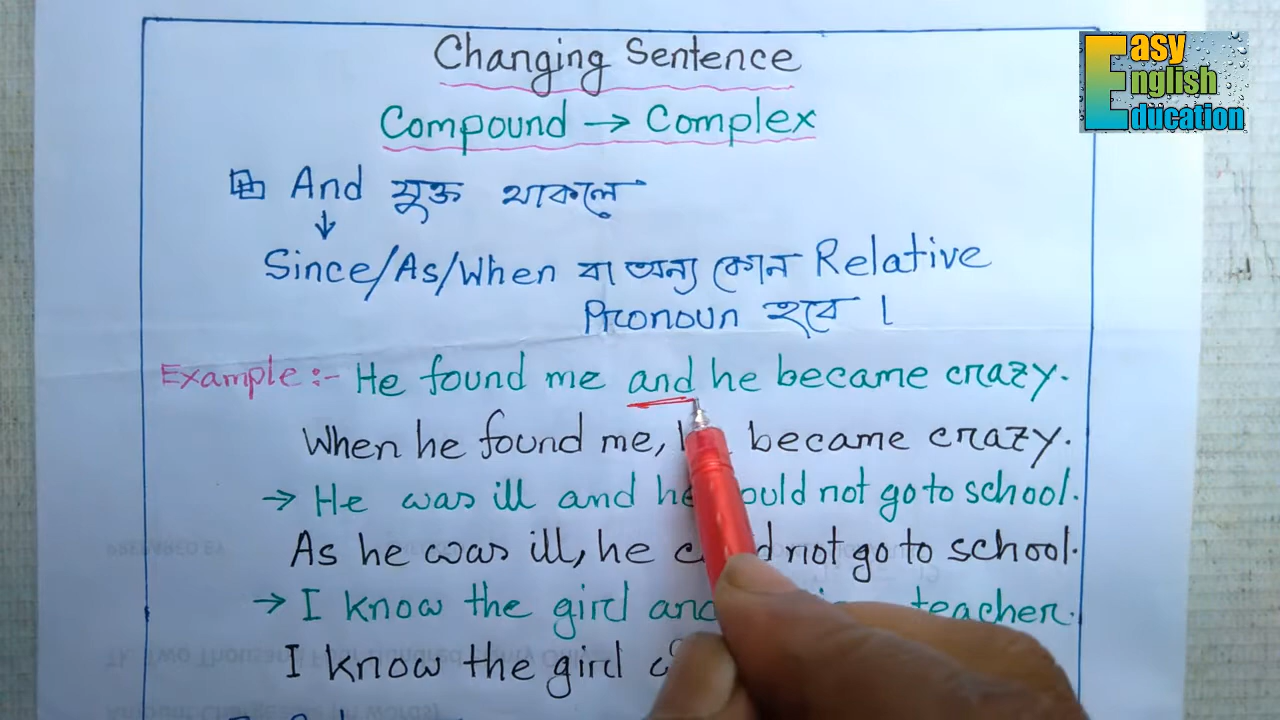 Changing Sentence
Easy
English
Education
Compound → Complex
And যুক্ত থাকলে
↓
Since/As/When বা অন্য কোন Relative
Pronoun হবে।
Example:- He found me and he became crazy.
When he found me, became crazy.
→ He was ill and he not go to school.
As he was ill, he not go to school.
→ I know the girl and teacher.
I know the girl